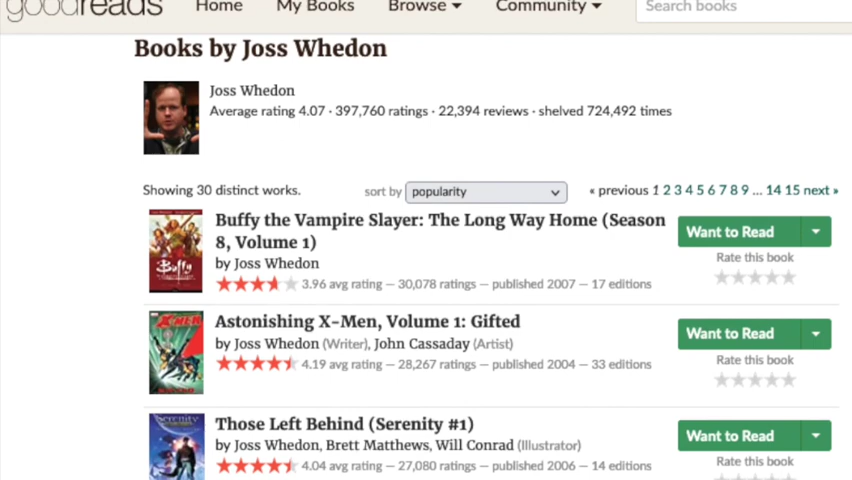 goodreads Home My Books Browse Community Search books
Books by Joss Whedon
Joss Whedon
Average rating 4.07 · 397,760 ratings · 22,394 reviews · shelved 724,492 times
Showing 30 distinct works. sort by popularity « previous 1 2 3 4 5 6 7 8 9 ... 14 15 next »
Buffy the Vampire Slayer: The Long Way Home (Season
8, Volume 1)
by Joss Whedon
3.96 avg rating — 30,078 ratings — published 2007 — 17 editions
Want to Read
Rate this book
Buffy
Astonishing X-Men, Volume 1: Gifted
by Joss Whedon (Writer), John Cassaday (Artist)
4.19 avg rating — 28,267 ratings — published 2004 — 33 editions
Want to Read
Rate this book
X-MEN
Those Left Behind (Serenity #1)
by Joss Whedon, Brett Matthews, Will Conrad (Illustrator)
4.04 avg rating — 27,080 ratings — published 2006 — 14 editions
Want to Read
Rate this book
Serenity